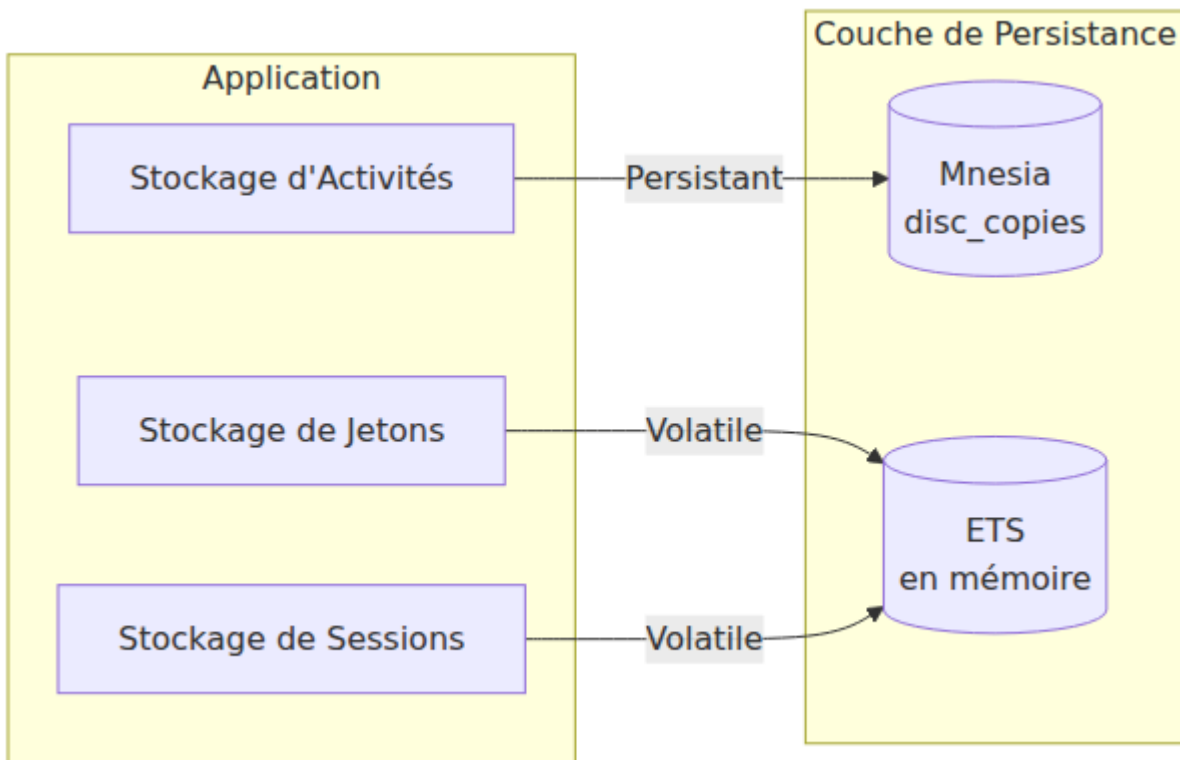 Couche de Persistance
Application
Stockage d'Activités
Persistant
Mnesia
disc_copies
Stockage de Jetons
Volatile
ETS
en mémoire
Stockage de Sessions
Volatile